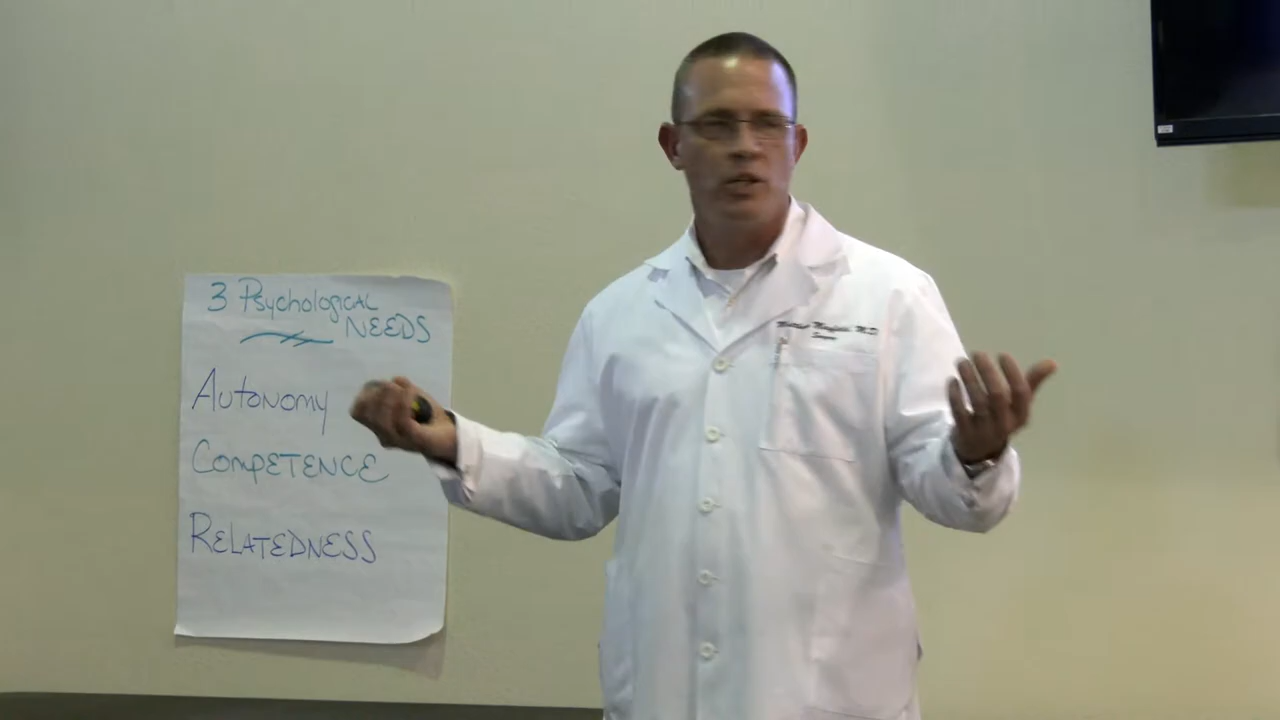 3 Psychological
NEEDS
Autonomy
Competence
Relatedness
M.D.